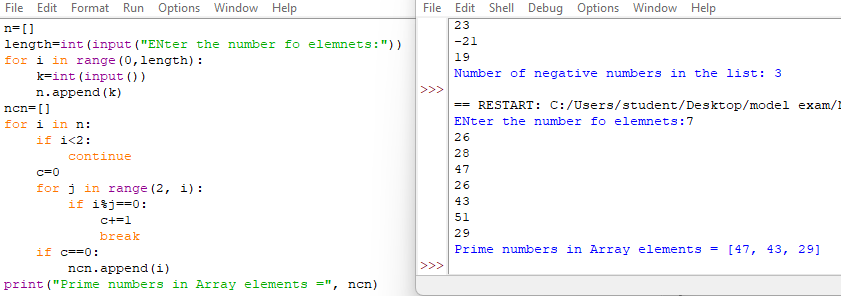 File Edit Format Run Options Window Help
n=[]
length=int(input("ENter the number fo elemnets:"))
for i in range(0,length):
    k=int(input())
    n.append(k)
ncn=[]
for i in n:
    if i<2:
        continue
    c=0
    for j in range(2, i):
        if i%j==0:
            c+=1
            break
    if c==0:
        ncn.append(i)
print("Prime numbers in Array elements =", ncn)
File Edit Shell Debug Options Window Help
23
-21
19
Number of negative numbers in the list: 3
>>>
== RESTART: C:/Users/student/Desktop/model exam/
ENter the number fo elemnets:7
26
28
47
26
43
51
29
Prime numbers in Array elements = [47, 43, 29]
>>>